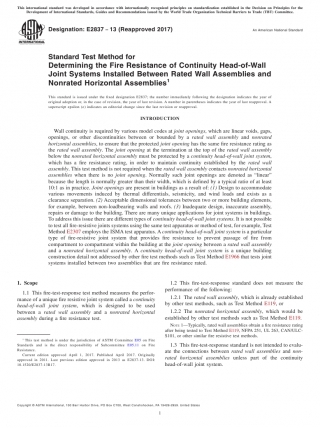 This international standard was developed in accordance with internationally recognized principles on standardization established in the Decision on Principles for the
Development of International Standards, Guides and Recommendations issued by the World Trade Organization Technical Barriers to Trade (TBT) Committee.
Designation: E2837 - 13 (Reapproved 2017)
An American National Standard
Standard Test Method for
Determining the Fire Resistance of Continuity Head-of-Wall
Joint Systems Installed Between Rated Wall Assemblies and
Nonrated Horizontal Assemblies1
This standard is issued under the fixed designation E2837; the number immediately following the designation indicates the year of
original adoption or, in the case of revision, the year of last revision. A number in parentheses indicates the year of last reapproval. A
superscript epsilon (ε) indicates an editorial change since the last revision or reapproval.
INTRODUCTION
Wall continuity is required by various model codes at joint openings, which are linear voids, gaps,
openings, or other discontinuities between or bounded by a rated wall assembly and nonrated
horizontal assemblies, to ensure that the protected joint opening has the same fire resistance rating as
the rated wall assembly. The joint opening at the termination at the top of the rated wall assembly
below the nonrated horizontal assembly must be protected by a continuity head-of-wall joint system,
which has a fire resistance rating, in order to maintain continuity established by the rated wall
assembly. This test method is not required when the rated wall assembly contacts nonrated horizontal
assemblies when there is no joint opening. Normally such joint openings are denoted as "linear"
because the length is normally greater than their width, which is defined by a typical ratio of at least
10:1 as in practice. Joint openings are present in buildings as a result of: (1) Design to accommodate
various movements induced by thermal differentials, seismicity, and wind loads and exists as a
clearance separation. (2) Acceptable dimensional tolerances between two or more building elements,
for example, between non-loadbearing walls and roofs. (3) Inadequate design, inaccurate assembly,
repairs or damage to the building. There are many unique applications for joint systems in buildings.
To address this issue there are different types of continuity head-of-wall joint systems. It is not possible
to test all fire resistive joint systems using the same test apparatus or method of test, for example, Test
Method E2307 employs the ISMA test apparatus. A continuity head-of-wall joint system is a particular
type of fire-resistive joint system that provides fire resistance to prevent passage of fire from
compartment to compartment within the building at the joint opening between a rated wall assembly
and a nonrated horizontal assembly. A continuity head-of-wall joint system is a unique building
construction detail not addressed by other fire test methods such as Test Method E1966 that tests joint
systems installed between two assemblies that are fire resistance rated.
1. Scope
1.1 This fire-test-response test method measures the perfor-
mance of a unique fire resistive joint system called a continuity
head-of-wall joint system, which is designed to be used
between a rated wall assembly and a nonrated horizontal
assembly during a fire resistance test.
1 This test method is under the jurisdiction of ASTM Committee E05 on Fire
Standards and is the direct responsibility of Subcommittee E05.11 on Fire
Resistance.
Current edition approved April 1, 2017. Published April 2017. Originally
approved in 2011. Last previous edition approved in 2013 as E2837-13. DOI:
10.1520/E2837-13R17.
1.2 This fire-test-response standard does not measure the
performance of the following:
1.2.1 The rated wall assembly, which is already established
by other test methods, such as Test Method E119, or
1.2.2 The nonrated horizontal assembly, which would be
established by other test methods such as Test Method E119.
NOTE 1—Typically, rated wall assemblies obtain a fire resistance rating
after being tested to Test Method E119, NFPA 251, UL 263, CAN/ULC-
S101, or other similar fire resistive test methods.
1.3 This fire-test-response standard is not intended to evalu-
ate the connections between rated wall assemblies and non-
rated horizontal assemblies unless part of the continuity
head-of-wall joint system.
Copyright © ASTM International, 100 Barr Harbor Drive, PO Box C700, West Conshohocken, PA 19428-2959. United States
1